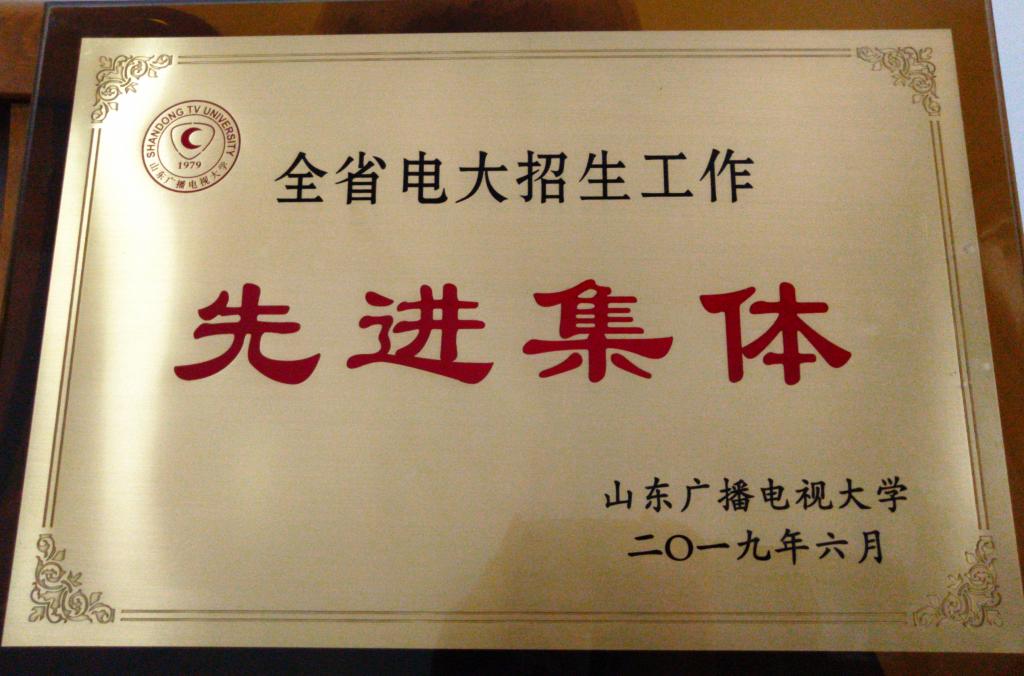 SHANDONG TV UNIVERSITY
1979
山东广播电视大学
全省电大招生工作
先进集体
山东广播电视大学
二〇一九年六月